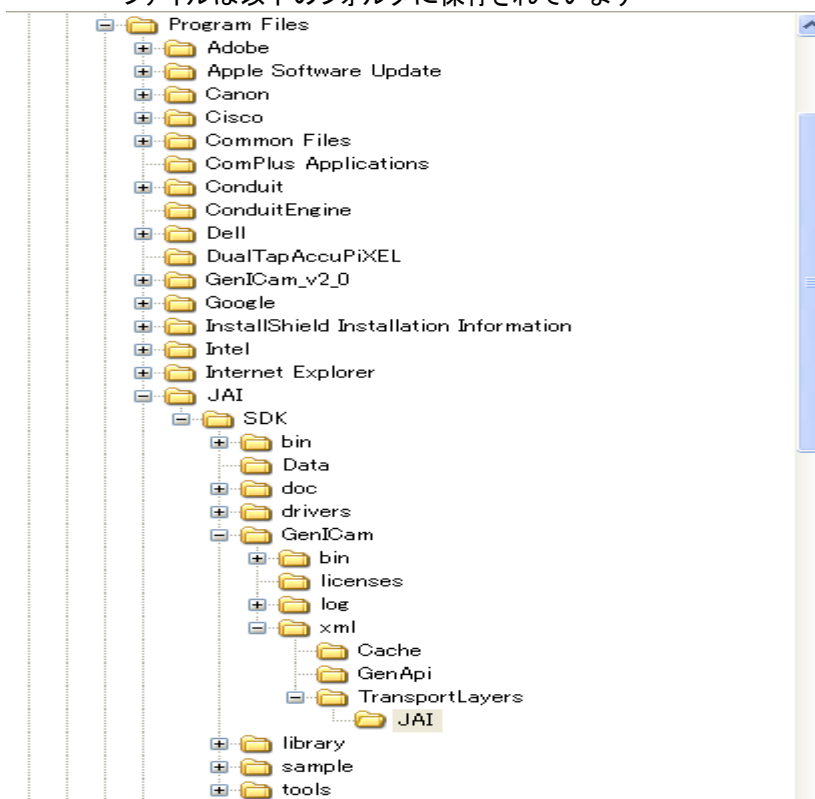 ファイルは以下のフォルダに保存されています
Program Files
Adobe
Apple Software Update
Canon
Cisco
Common Files
ComPlus Applications
Conduit
ConduitEngine
Dell
DualTapAccuPiXEL
GenICam_v2_0
Google
InstallShield Installation Information
Intel
Internet Explorer
JAI
SDK
bin
Data
doc
drivers
GenICam
bin
licenses
log
xml
Cache
GenApi
TransportLayers
JAI
library
sample
tools